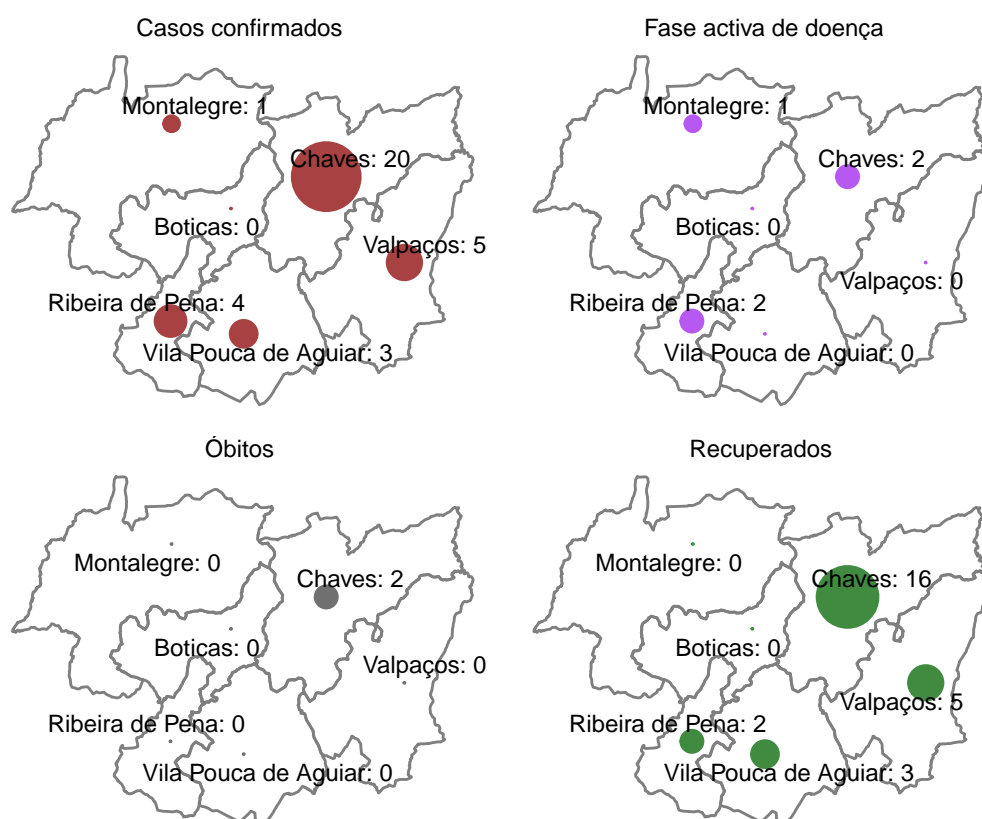 Casos confirmados
Montalegre: 1
Chaves: 20
Boticas: 0
Valpaços: 5
Ribeira de Pena: 4
Vila Pouca de Aguiar: 3
Fase activa de doença
Montalegre: 1
Chaves: 2
Boticas: 0
Valpaços: 0
Ribeira de Pena: 2
Vila Pouca de Aguiar: 0
Óbitos
Montalegre: 0
Chaves: 2
Boticas: 0
Valpaços: 0
Ribeira de Pena: 0
Vila Pouca de Aguiar: 0
Recuperados
Montalegre: 0
Chaves: 16
Boticas: 0
Valpaços: 5
Ribeira de Pena: 2
Vila Pouca de Aguiar: 3